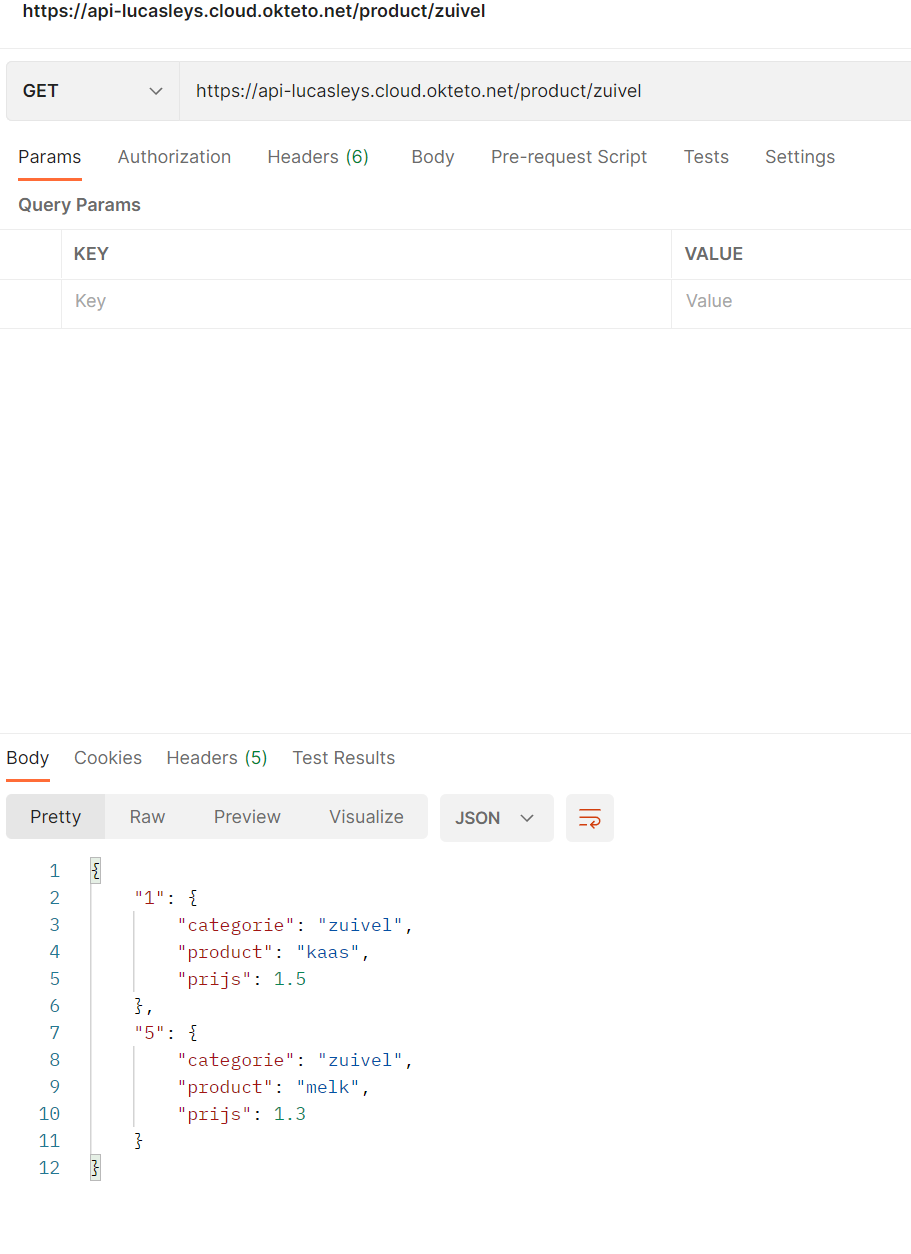 https://api-lucasleys.cloud.okteto.net/product/zuivel
GET https://api-lucasleys.cloud.okteto.net/product/zuivel
Params Authorization Headers (6) Body Pre-request Script Tests Settings
Query Params
KEY VALUE
Key Value
Body Cookies Headers (5) Test Results
Pretty Raw Preview Visualize JSON
1 {
2 "1": {
3 "categorie": "zuivel",
4 "product": "kaas",
5 "prijs": 1.5
6 },
7 "5": {
8 "categorie": "zuivel",
9 "product": "melk",
10 "prijs": 1.3
11 }
12 }